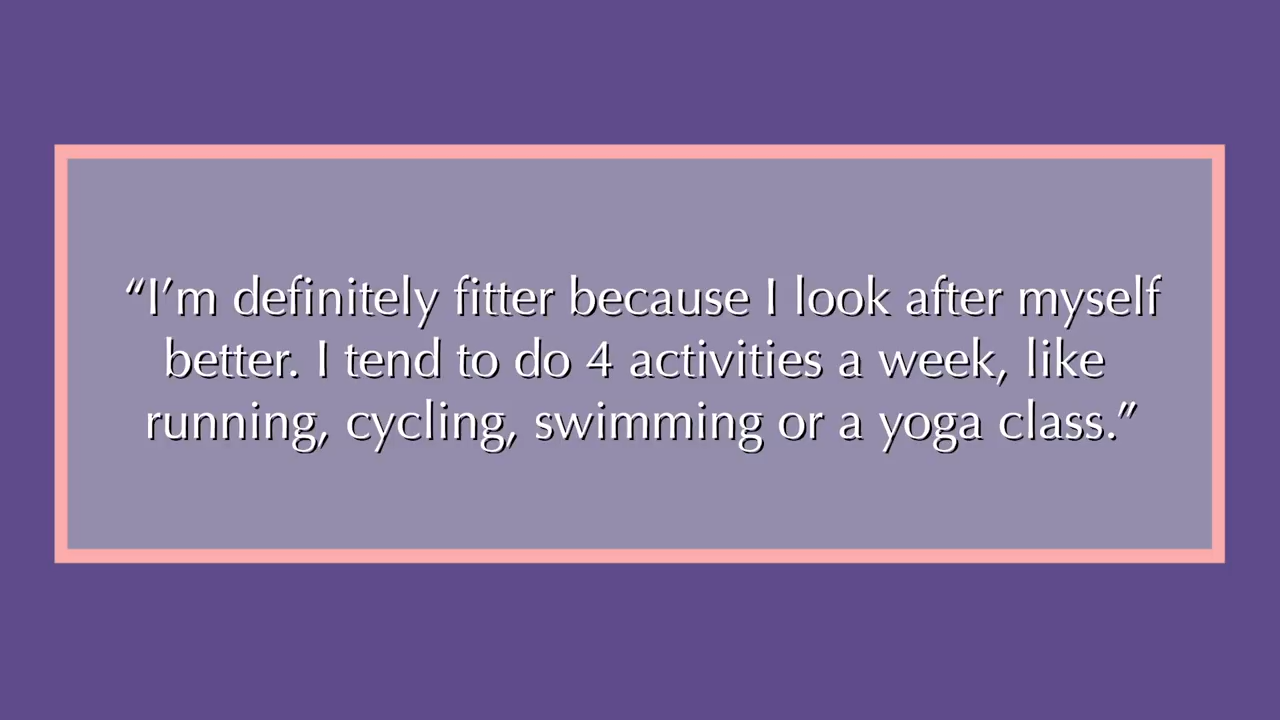 “I’m definitely fitter because I look after myself
better. I tend to do 4 activities a week, like
running, cycling, swimming or a yoga class.”